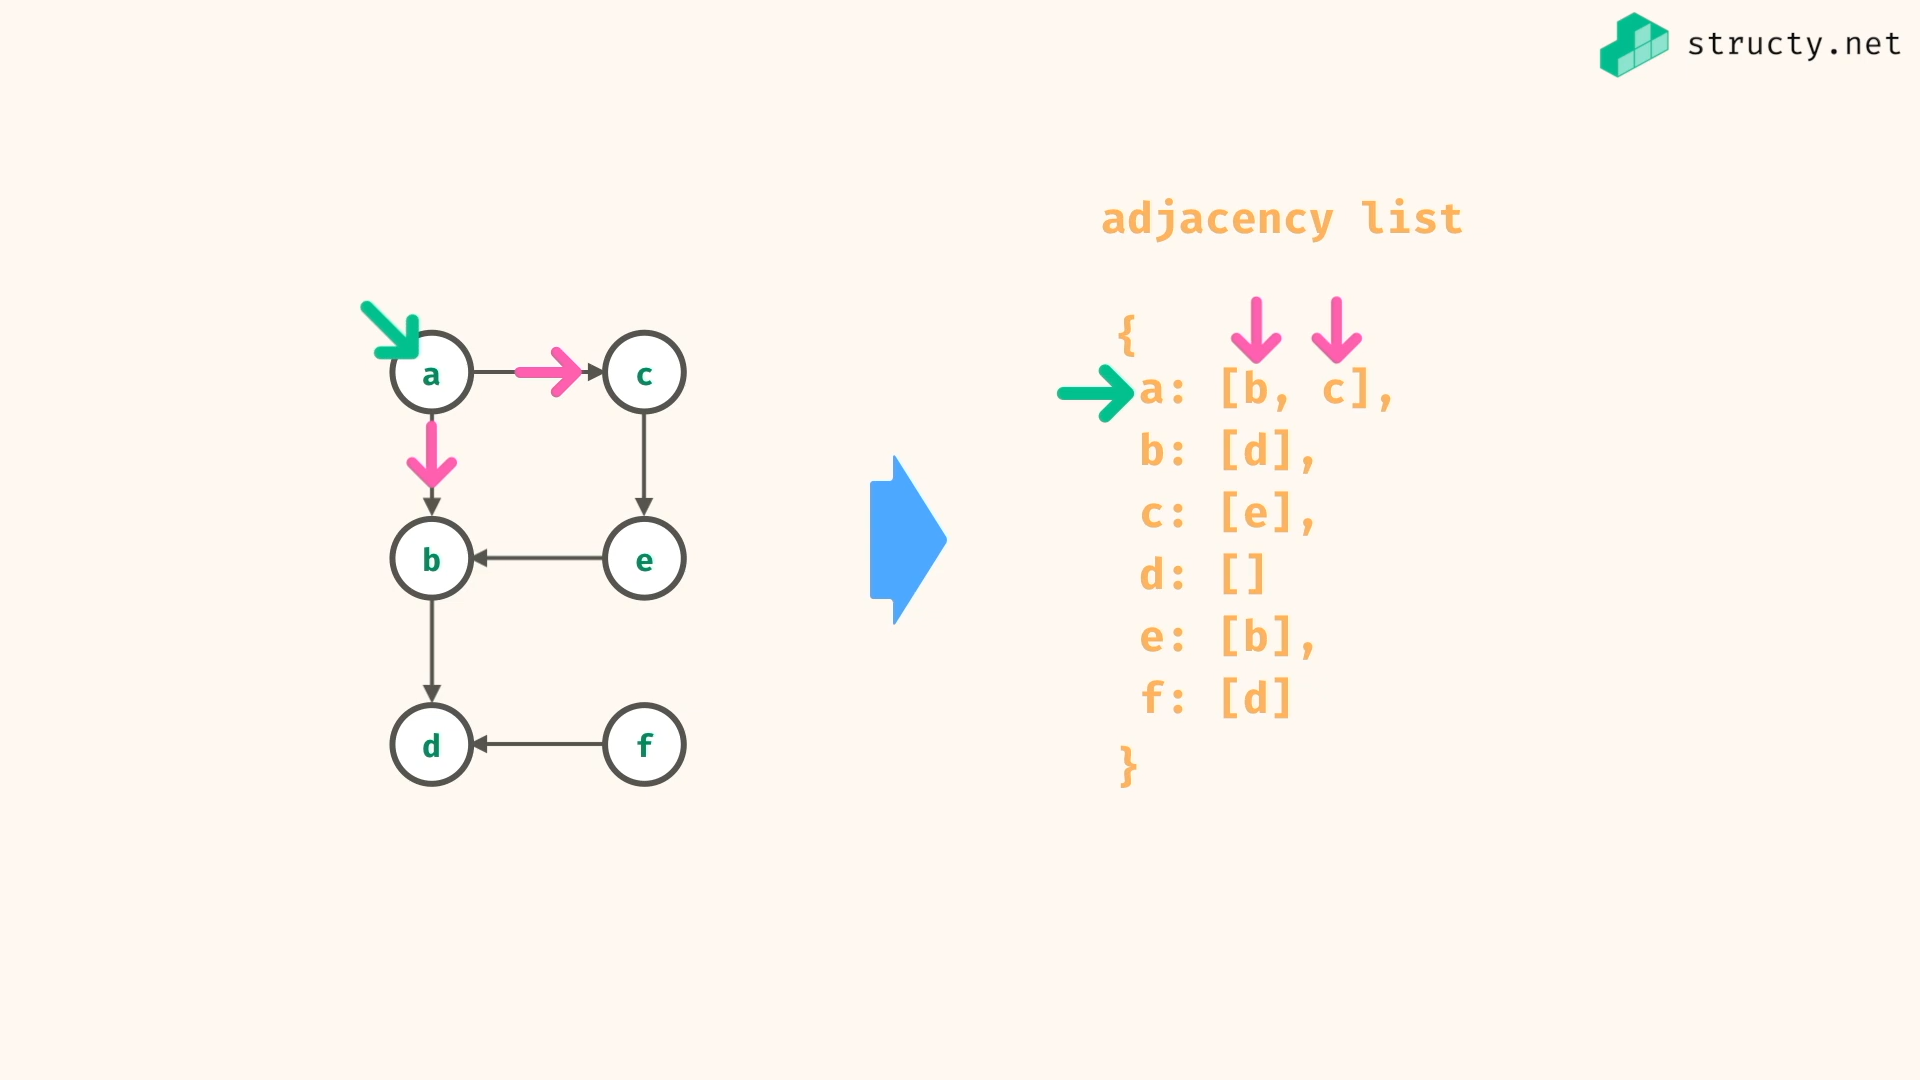 structy.net
adjacency list
a
c
b
e
d
f
{
a: [b, c],
b: [d],
c: [e],
d: []
e: [b],
f: [d]
}